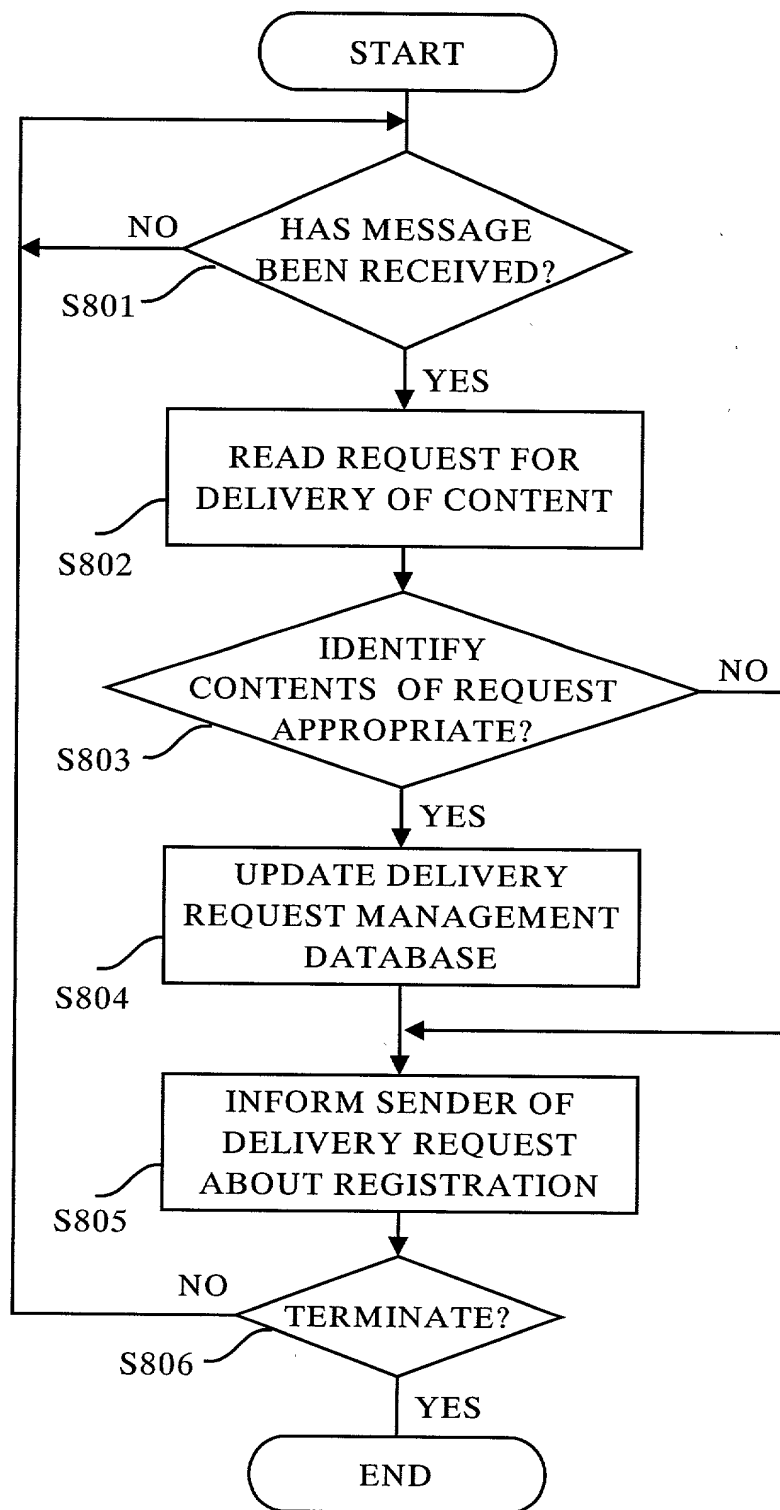 START
NO
HAS MESSAGE
BEEN RECEIVED?
S801
YES
READ REQUEST FOR
DELIVERY OF CONTENT
S802
IDENTIFY
CONTENTS OF REQUEST
APPROPRIATE?
NO
S803
YES
UPDATE DELIVERY
REQUEST MANAGEMENT
DATABASE
S804
INFORM SENDER OF
DELIVERY REQUEST
ABOUT REGISTRATION
S805
NO
TERMINATE?
S806
YES
END